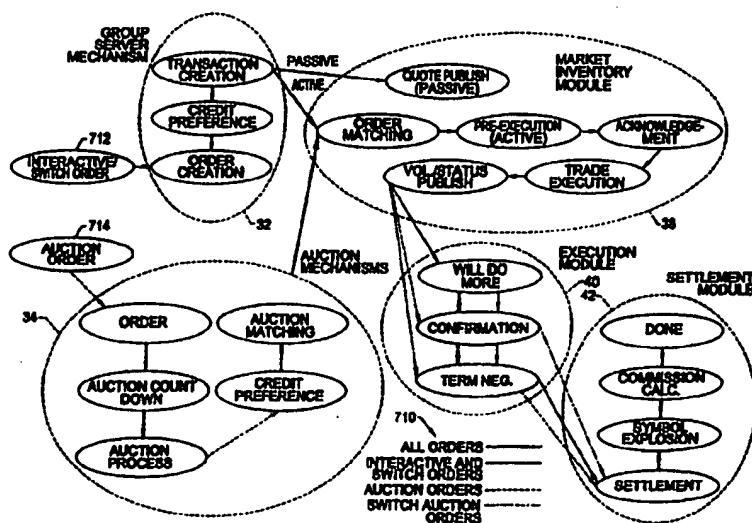 GROUP
SERVER
MECHANISM
TRANSACTION
CREATION
PASSIVE
ACTIVE
QUOTE PUBLISH
(PASSIVE)
MARKET
INVENTORY
MODULE
CREDIT
PREFERENCE
ORDER
MATCHING
PRE-EXECUTION
(ACTIVE)
ACKNOWLEDGE-
MENT
712
INTERACTIVE/
SWITCH ORDER
ORDER
CREATION
VOL/STATUS
PUBLISH
TRADE
EXECUTION
32
38
714
AUCTION
ORDER
AUCTION
MECHANISMS
EXECUTION
MODULE
40
42
SETTLEMENT
MODULE
34
WILL DO
MORE
ORDER
AUCTION
MATCHING
CONFIRMATION
DONE
AUCTION COUNT
DOWN
CREDIT
PREFERENCE
TERM NEG.
COMMISSION
CALC.
AUCTION
PROCESS
710
SYMBOL
EXPLOSION
ALL ORDERS
INTERACTIVE AND
SWITCH ORDERS
AUCTION ORDERS
SWITCH AUCTION
ORDERS
SETTLEMENT